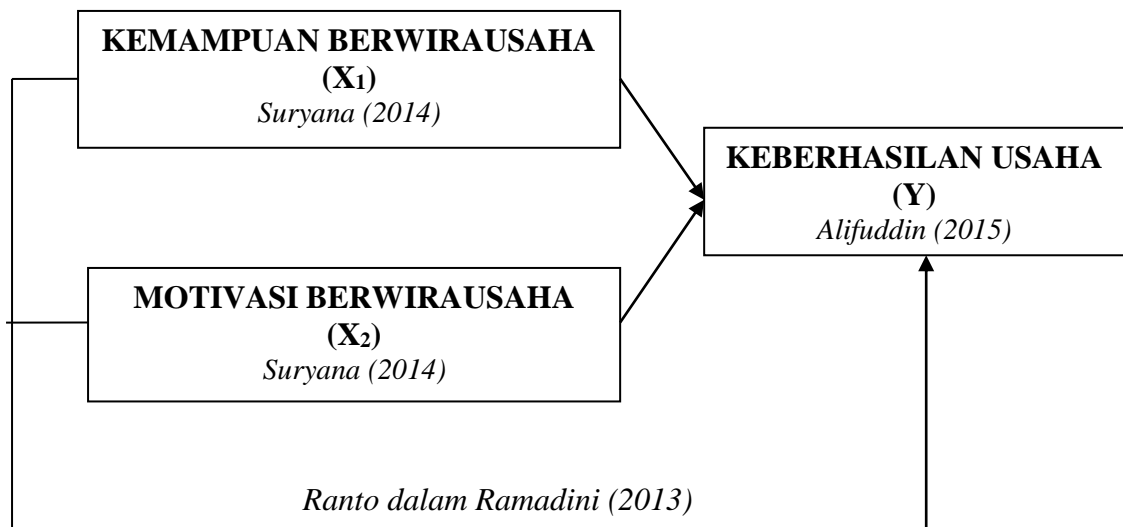 KEMAMPUAN BERWIRAUSAHA
(X1)
Suryana (2014)
KEBERHASILAN USAHA
(Y)
Alifuddin (2015)
MOTIVASI BERWIRAUSAHA
(X2)
Suryana (2014)
Ranto dalam Ramadini (2013)